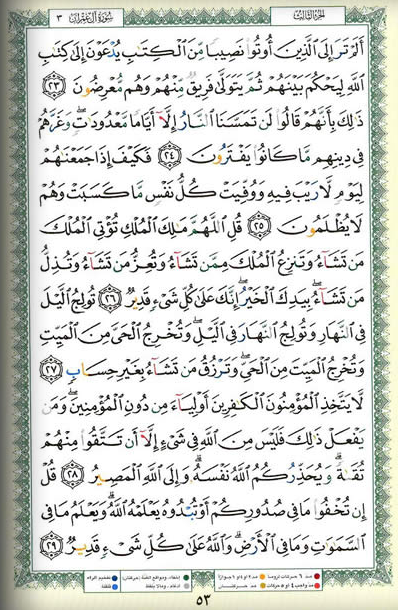 الجزء الثالث
سورة آل عمران ٣
أَلَمْ تَرَ إِلَى ٱلَّذِينَ أُوتُوا۟ نَصِيبًا مِّنَ ٱلْكِتَٰبِ يُدْعَوْنَ إِلَىٰ كِتَٰبِ
ٱللَّهِ لِيَحْكُمَ بَيْنَهُمْ ثُمَّ يَتَوَلَّىٰ فَرِيقٌ مِّنْهُمْ وَهُم مُّعْرِضُونَ ٢٣
ذَٰلِكَ بِأَنَّهُمْ قَالُوا۟ لَن تَمَسَّنَا ٱلنَّارُ إِلَّآ أَيَّامًا مَّعْدُودَٰتٍ ۖ وَغَرَّهُمْ
فِى دِينِهِم مَّا كَانُوا۟ يَفْتَرُونَ ٢٤ فَكَيْفَ إِذَا جَمَعْنَٰهُمْ
لِيَوْمٍ لَّا رَيْبَ فِيهِ وَوُفِّيَتْ كُلُّ نَفْسٍ مَّا كَسَبَتْ وَهُمْ
لَا يُظْلَمُونَ ٢٥ قُلِ ٱللَّهُمَّ مَٰلِكَ ٱلْمُلْكِ تُؤْتِى ٱلْمُلْكَ
مَن تَشَآءُ وَتَنزِعُ ٱلْمُلْكَ مِمَّن تَشَآءُ وَتُعِزُّ مَن تَشَآءُ وَتُذِلُّ
مَن تَشَآءُ ۖ بِيَدِكَ ٱلْخَيْرُ ۖ إِنَّكَ عَلَىٰ كُلِّ شَىْءٍ قَدِيرٌ ٢٦ تُولِجُ ٱلَّيْلَ
فِى ٱلنَّهَارِ وَتُولِجُ ٱلنَّهَارَ فِى ٱلَّيْلِ ۖ وَتُخْرِجُ ٱلْحَىَّ مِنَ ٱلْمَيِّتِ
وَتُخْرِجُ ٱلْمَيِّتَ مِنَ ٱلْحَىِّ ۖ وَتَرْزُقُ مَن تَشَآءُ بِغَيْرِ حِسَابٍ ٢٧
لَّا يَتَّخِذِ ٱلْمُؤْمِنُونَ ٱلْكَٰفِرِينَ أَوْلِيَآءَ مِن دُونِ ٱلْمُؤْمِنِينَ ۖ وَمَن
يَفْعَلْ ذَٰلِكَ فَلَيْسَ مِنَ ٱللَّهِ فِى شَىْءٍ إِلَّآ أَن تَتَّقُوا۟ مِنْهُمْ
تُقَىٰةً ۗ وَيُحَذِّرُكُمُ ٱللَّهُ نَفْسَهُۥ ۗ وَإِلَى ٱللَّهِ ٱلْمَصِيرُ ٢٨ قُلْ
إِن تُخْفُوا۟ مَا فِى صُدُورِكُمْ أَوْ تُبْدُوهُ يَعْلَمْهُ ٱللَّهُ ۗ وَيَعْلَمُ مَا فِى
ٱلسَّمَٰوَٰتِ وَمَا فِى ٱلْأَرْضِ ۗ وَٱللَّهُ عَلَىٰ كُلِّ شَىْءٍ قَدِيرٌ ٢٩
مد ٦ حركات لزوما مد ٢ أو ٤ أو ٦ جوازا إخفاء، ومواقع الغنة (حركتان) تفخيم الراء
مد واجب ٤ أو ٥ حركات مد حركتان إدغام، وما لا يلفظ قلقلة
٥٣